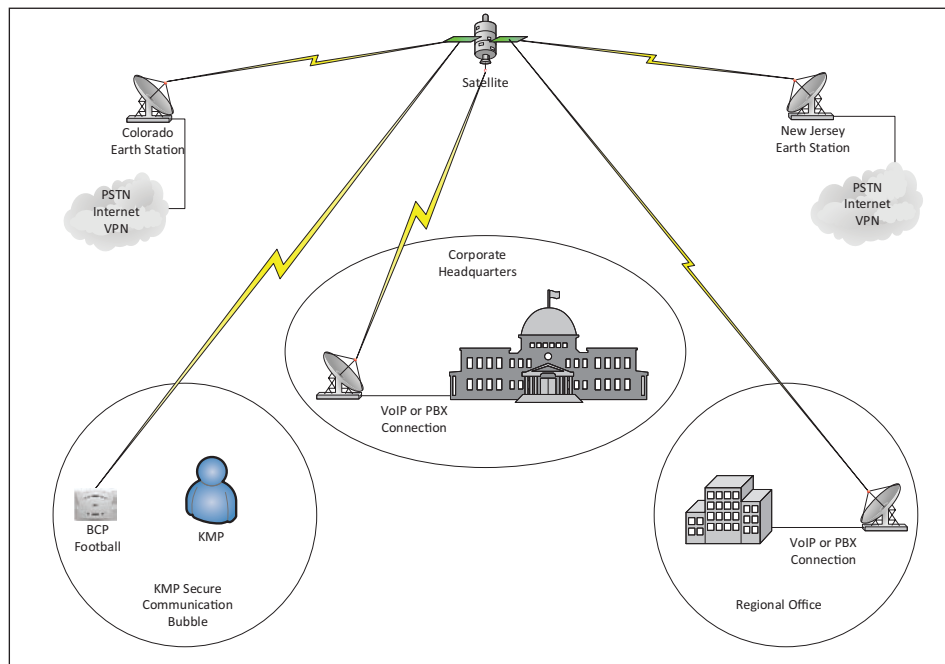 Satellite
Colorado
Earth Station
New Jersey
Earth Station
PSTN
Internet
VPN
PSTN
Internet
VPN
Corporate
Headquarters
VoIP or PBX
Connection
BCP
Football
KMP
KMP Secure
Communication
Bubble
VoIP or PBX
Connection
Regional Office